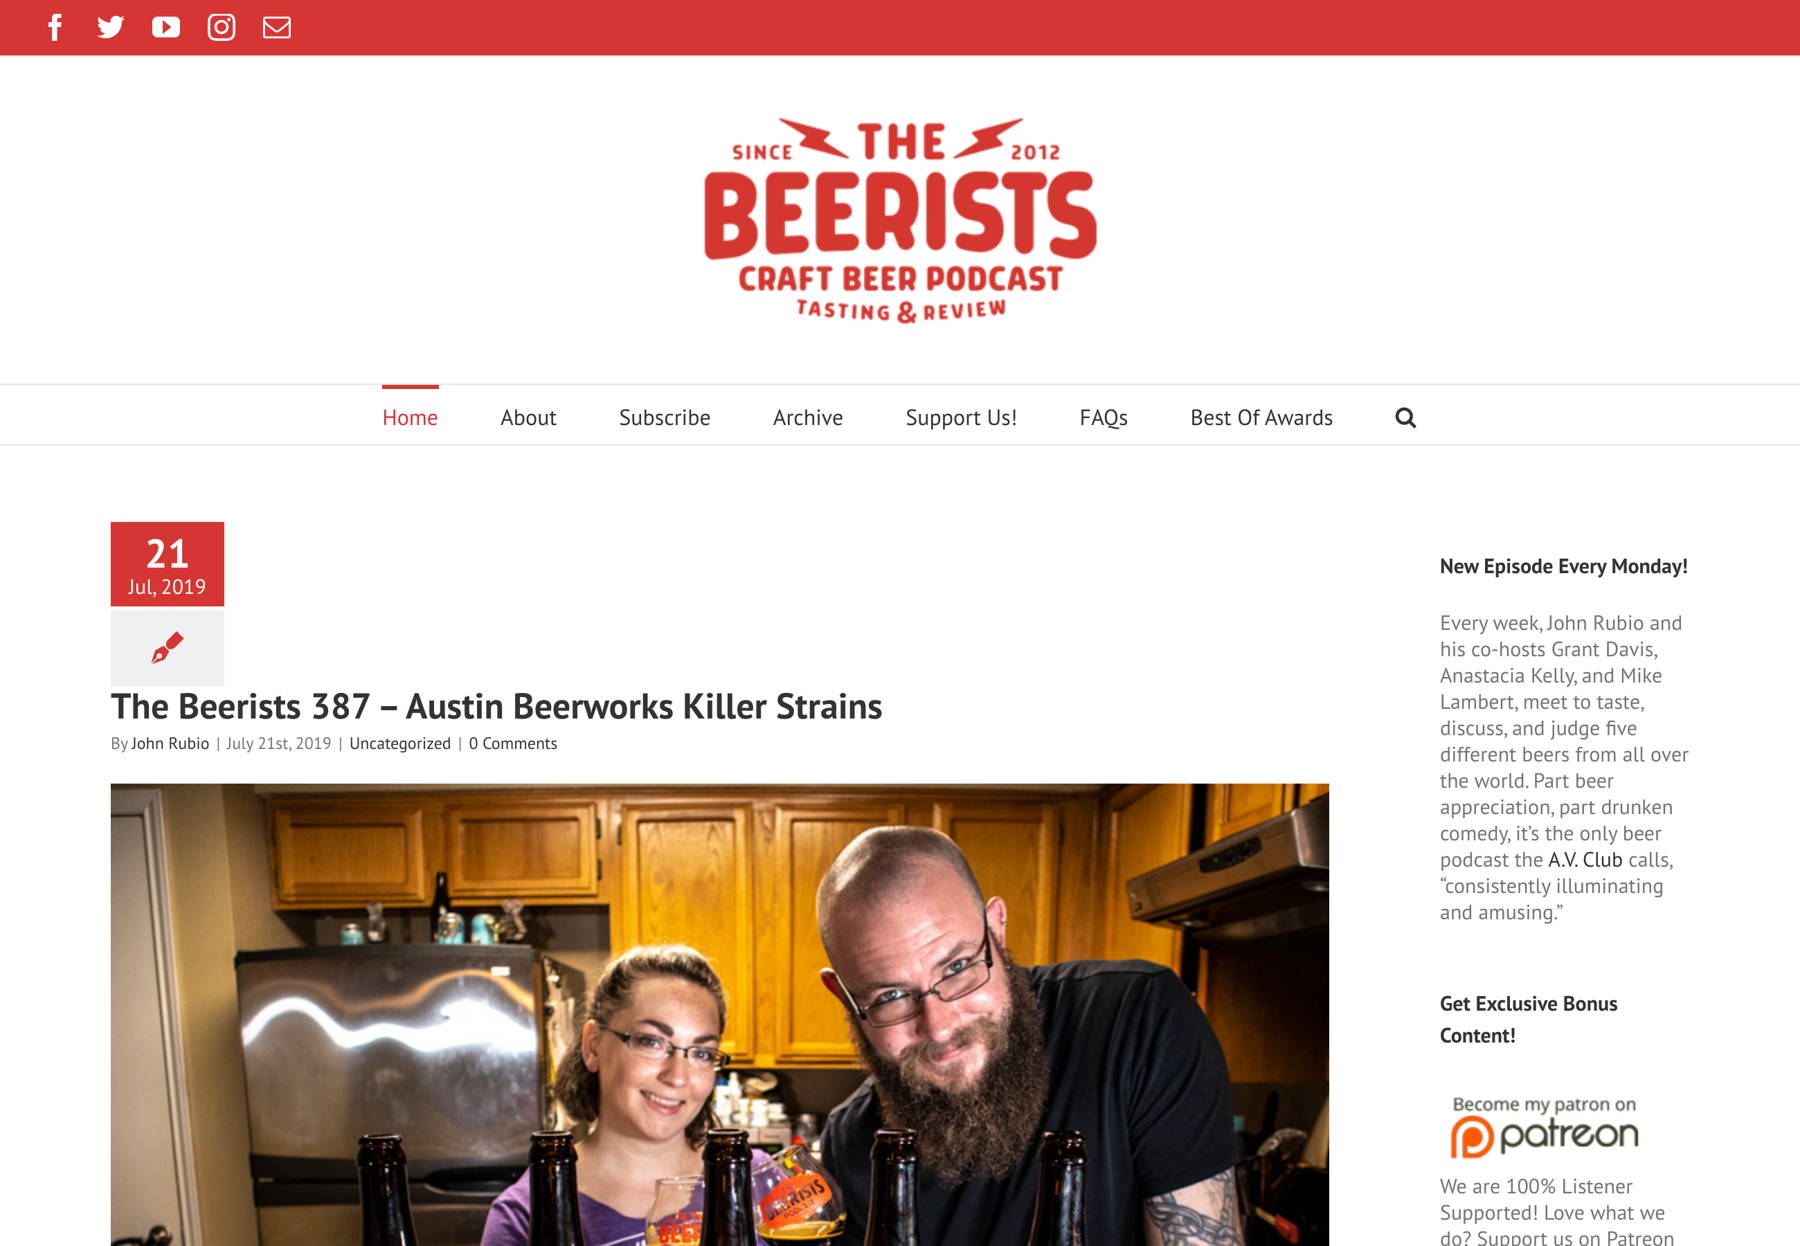 SINCE THE 2012
BEERISTS
CRAFT BEER PODCAST
TASTING & REVIEW
Home About Subscribe Archive Support Us! FAQs Best Of Awards
21
Jul, 2019
The Beerists 387 – Austin Beerworks Killer Strains
By John Rubio | July 21st, 2019 | Uncategorized | 0 Comments
BEERISTS
PODCAST
BEER
New Episode Every Monday!
Every week, John Rubio and
his co-hosts Grant Davis,
Anastacia Kelly, and Mike
Lambert, meet to taste,
discuss, and judge five
different beers from all over
the world. Part beer
appreciation, part drunken
comedy, it’s the only beer
podcast the A.V. Club calls,
“consistently illuminating
and amusing.”
Get Exclusive Bonus
Content!
Become my patron on
patreon
We are 100% Listener
Supported! Love what we
do? Support us on Patreon